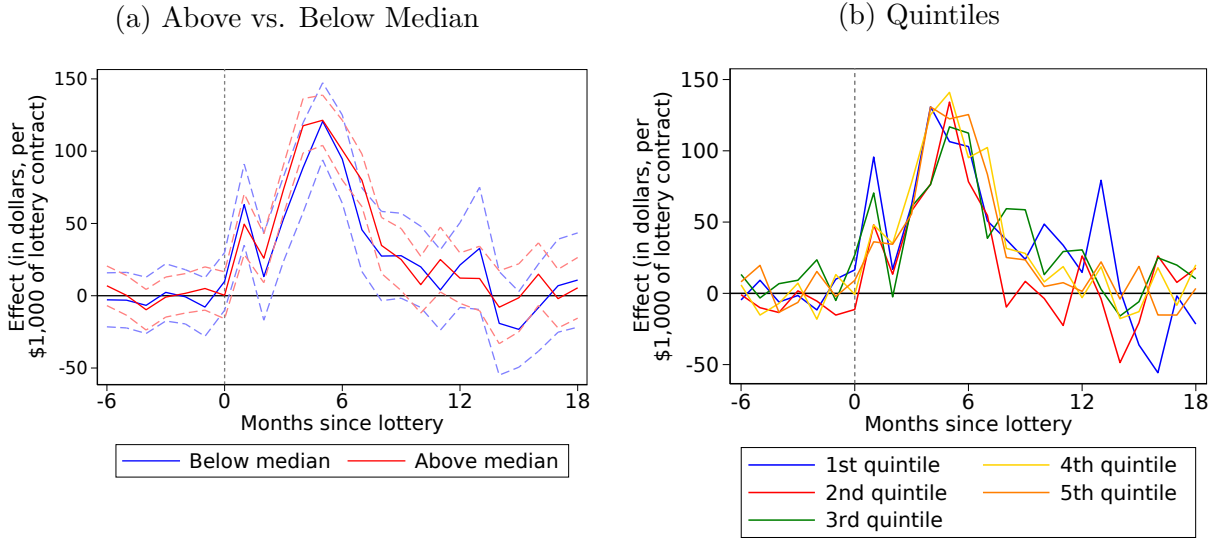 (a) Above vs. Below Median
Effect (in dollars, per
$1,000 of lottery contract)
150
100
50
0
-50
-6
0
6
12
18
Months since lottery
Below median
Above median
(b) Quintiles
Effect (in dollars, per
$1,000 of lottery contract)
150
100
50
0
-50
-6
0
6
12
18
Months since lottery
1st quintile
4th quintile
2nd quintile
5th quintile
3rd quintile